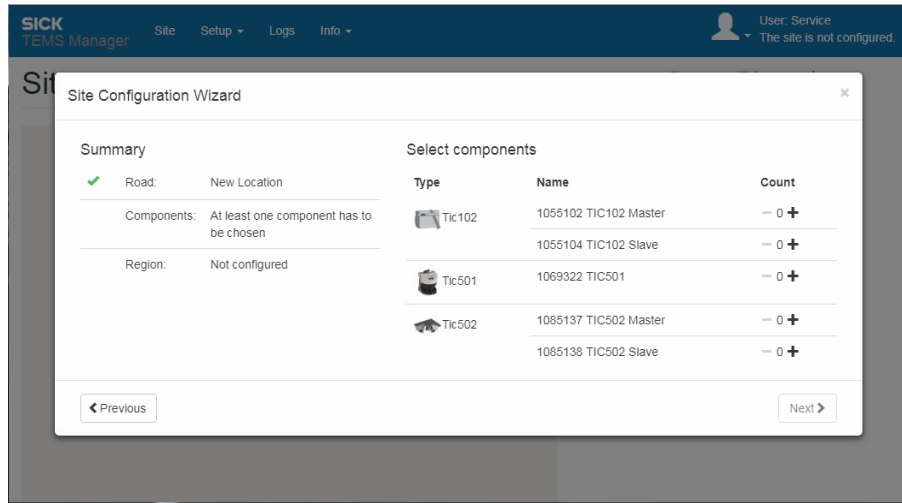 SICK
TEMS Manager
Site
Setup
Logs
Info
User: Service
The site is not configured.
Sit
Site Configuration Wizard
×
Summary
Road: New Location
Components: At least one component has to
be chosen
Region: Not configured
Select components
Type Name Count
Tic102 1055102 TIC102 Master 0
1055104 TIC102 Slave 0
Tic501 1069322 TIC501 0
Tic502 1085137 TIC502 Master 0
1085138 TIC502 Slave 0
Previous
Next